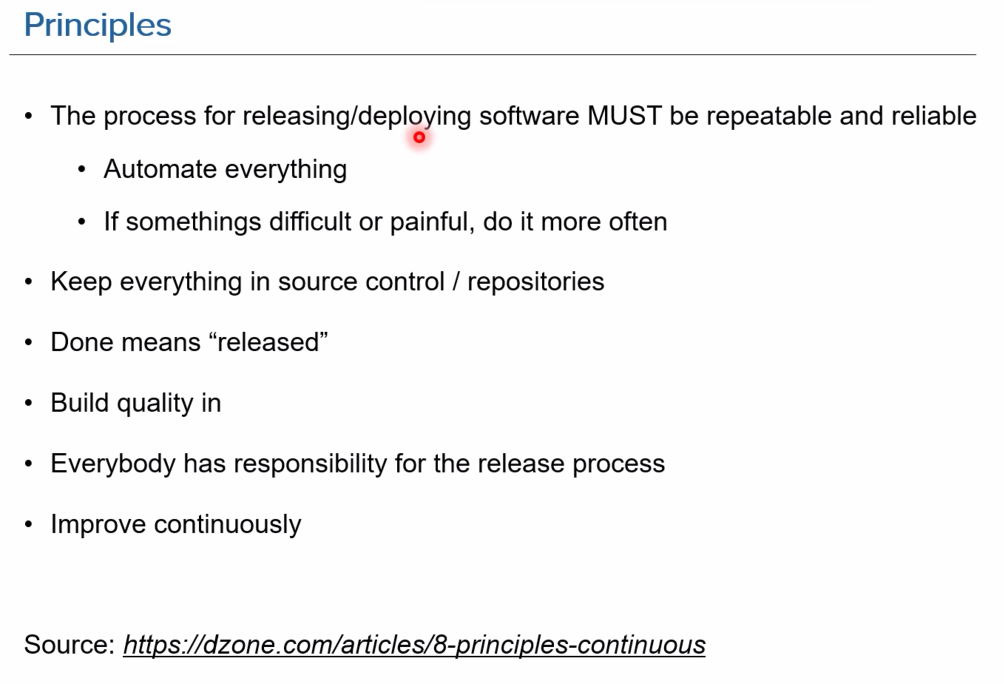 Principles
• The process for releasing/deploying software MUST be repeatable and reliable
• Automate everything
• If somethings difficult or painful, do it more often
• Keep everything in source control / repositories
• Done means “released”
• Build quality in
• Everybody has responsibility for the release process
• Improve continuously
Source: https://dzone.com/articles/8-principles-continuous